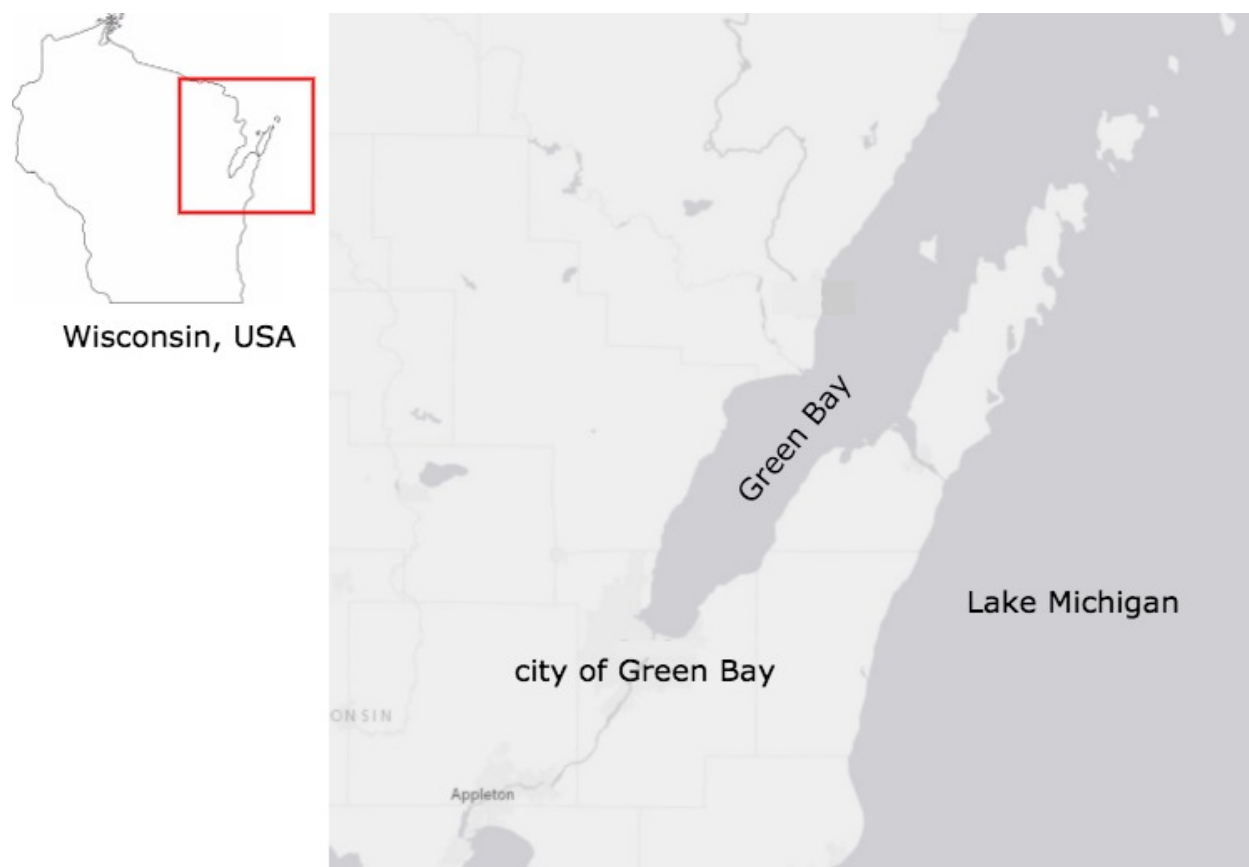 Wisconsin, USA
Green Bay
Lake Michigan
city of Green Bay
ONSIN
Appleton